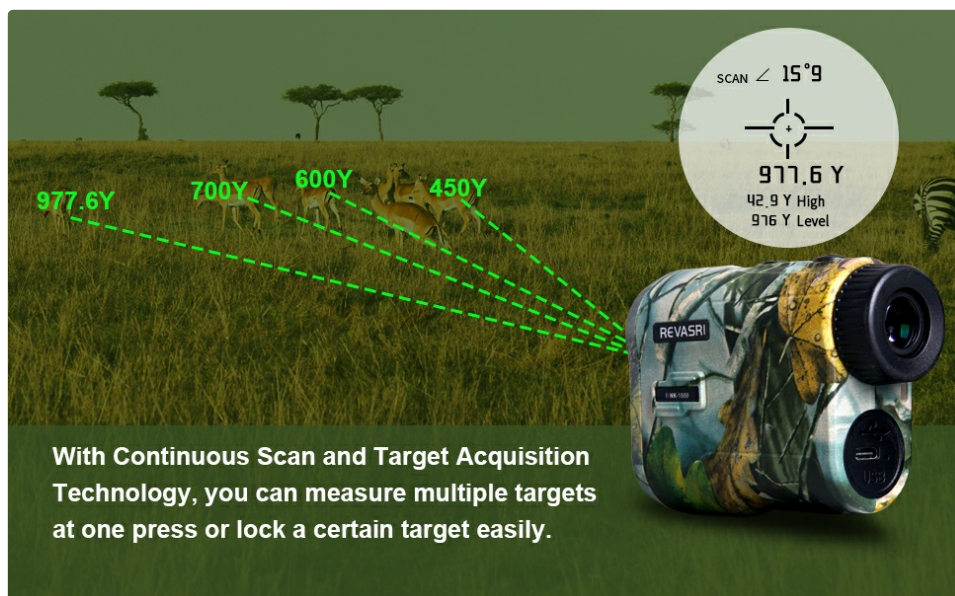 SCAN ∠ 15°9
977.6 Y
42.9 Y High
976 Y Level
977.6Y
700Y
600Y
450Y
REVASRI
USB
With Continuous Scan and Target Acquisition
Technology, you can measure multiple targets
at one press or lock a certain target easily.